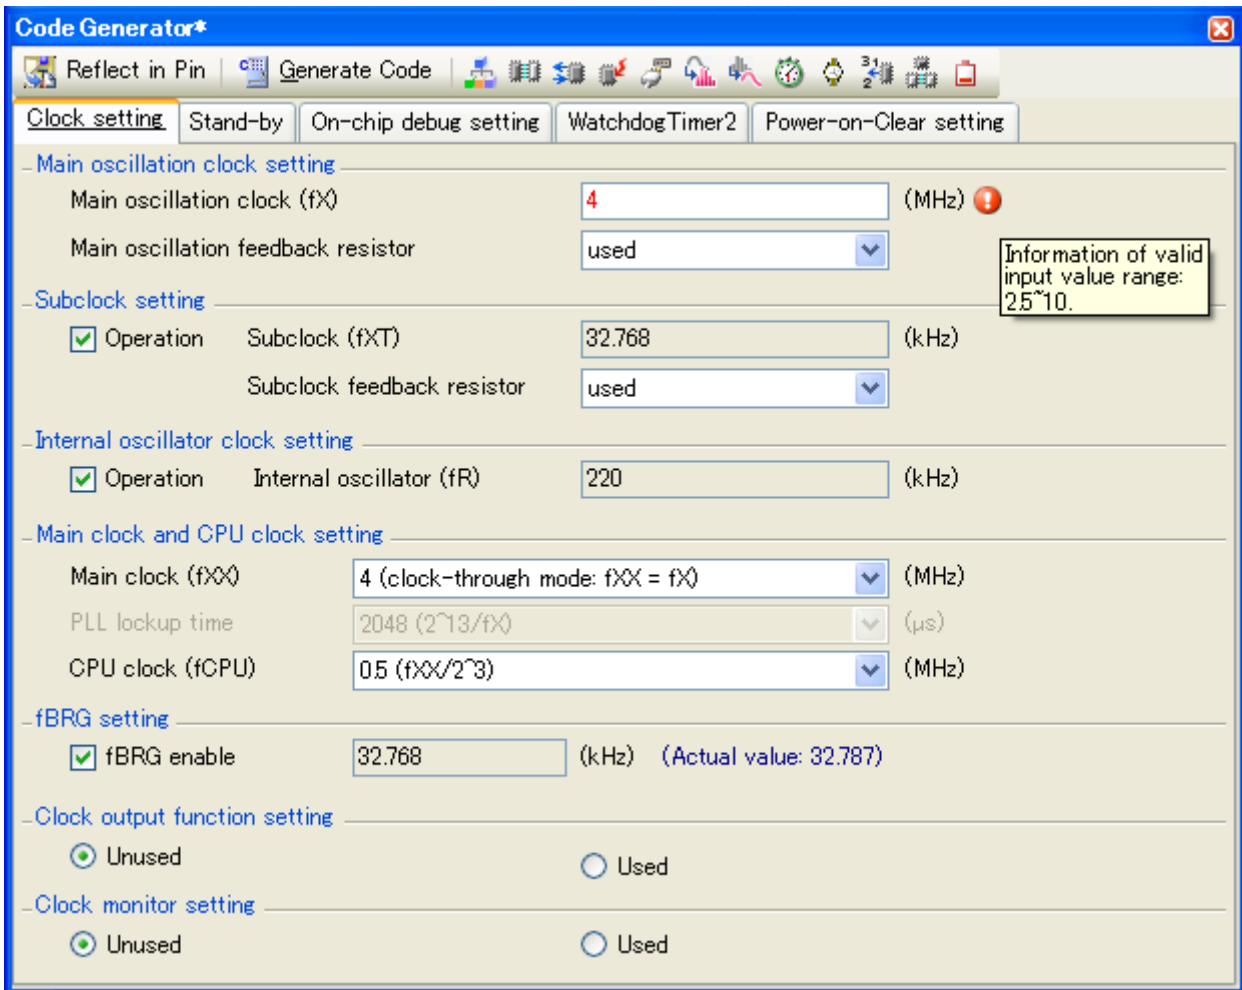 Code Generator*
Reflect in Pin Generate Code
Clock setting Stand-by On-chip debug setting WatchdogTimer2 Power-on-Clear setting
Main oscillation clock setting
Main oscillation clock (fX) 4 (MHz)
Main oscillation feedback resistor used
Information of valid
input value range:
2.5~10.
Subclock setting
Operation Subclock (fXT) 32.768 (kHz)
Subclock feedback resistor used
Internal oscillator clock setting
Operation Internal oscillator (fR) 220 (kHz)
Main clock and CPU clock setting
Main clock (fXX) 4 (clock-through mode: fXX = fX) (MHz)
PLL lockup time 2048 (2^13/fX) (μs)
CPU clock (fCPU) 0.5 (fXX/2^3) (MHz)
fBRG setting
fBRG enable 32.768 (kHz) (Actual value: 32.787)
Clock output function setting
Unused Used
Clock monitor setting
Unused Used